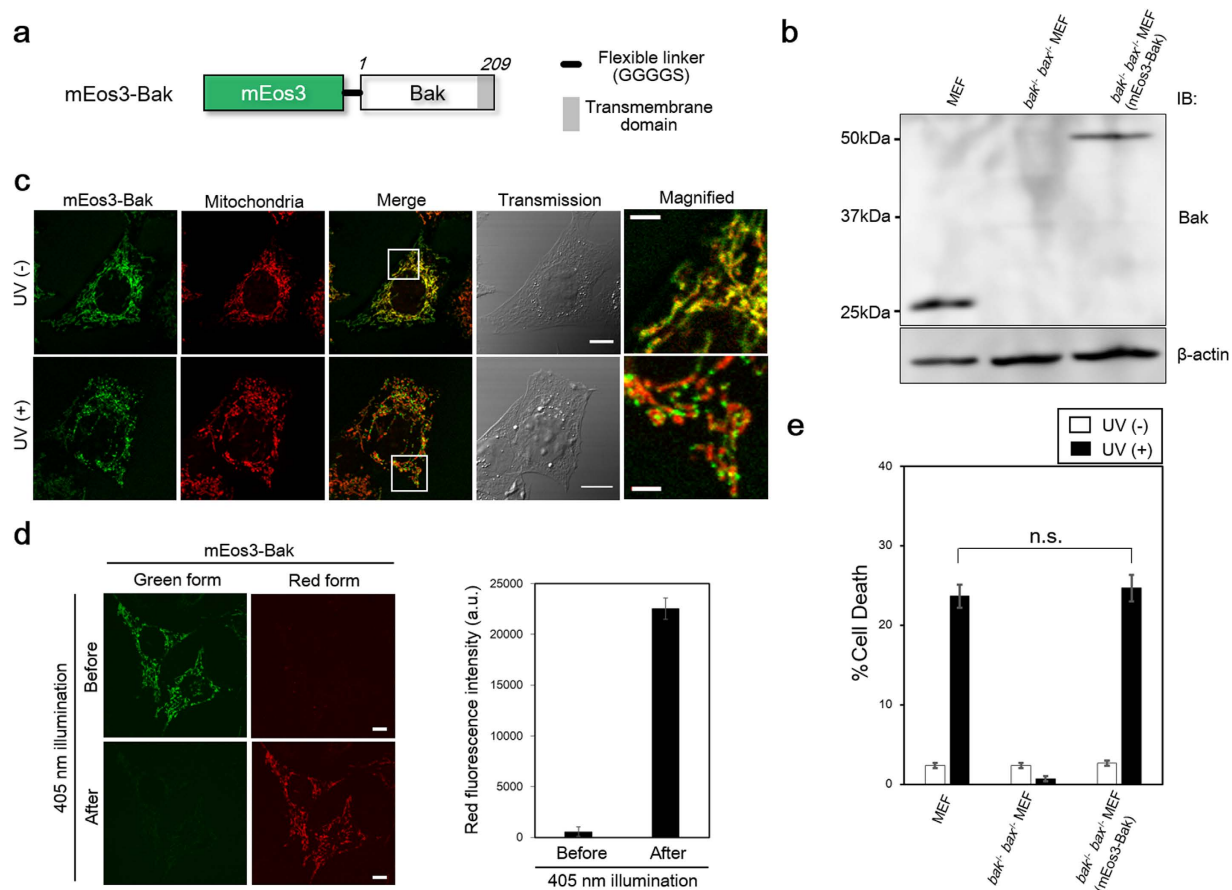 a
mEos3-Bak
mEos3
1
Bak
209
Flexible linker
(GGGGS)
Transmembrane
domain
b
MEF
bak-/- bax-/- MEF
bak-/- bax-/- MEF
(mEos3-Bak)
IB:
50kDa
37kDa
25kDa
Bak
β-actin
c
mEos3-Bak
Mitochondria
Merge
Transmission
Magnified
UV (-)
UV (+)
d
mEos3-Bak
Green form
Red form
405 nm illumination
Before
After
Red fluorescence intensity (a.u.)
25000
20000
15000
10000
5000
0
Before
After
405 nm illumination
e
UV (-)
UV (+)
%Cell Death
40
30
20
10
0
n.s.
MEF
bak-/- bax-/- MEF
bak-/- bax-/- MEF
(mEos3-Bak)